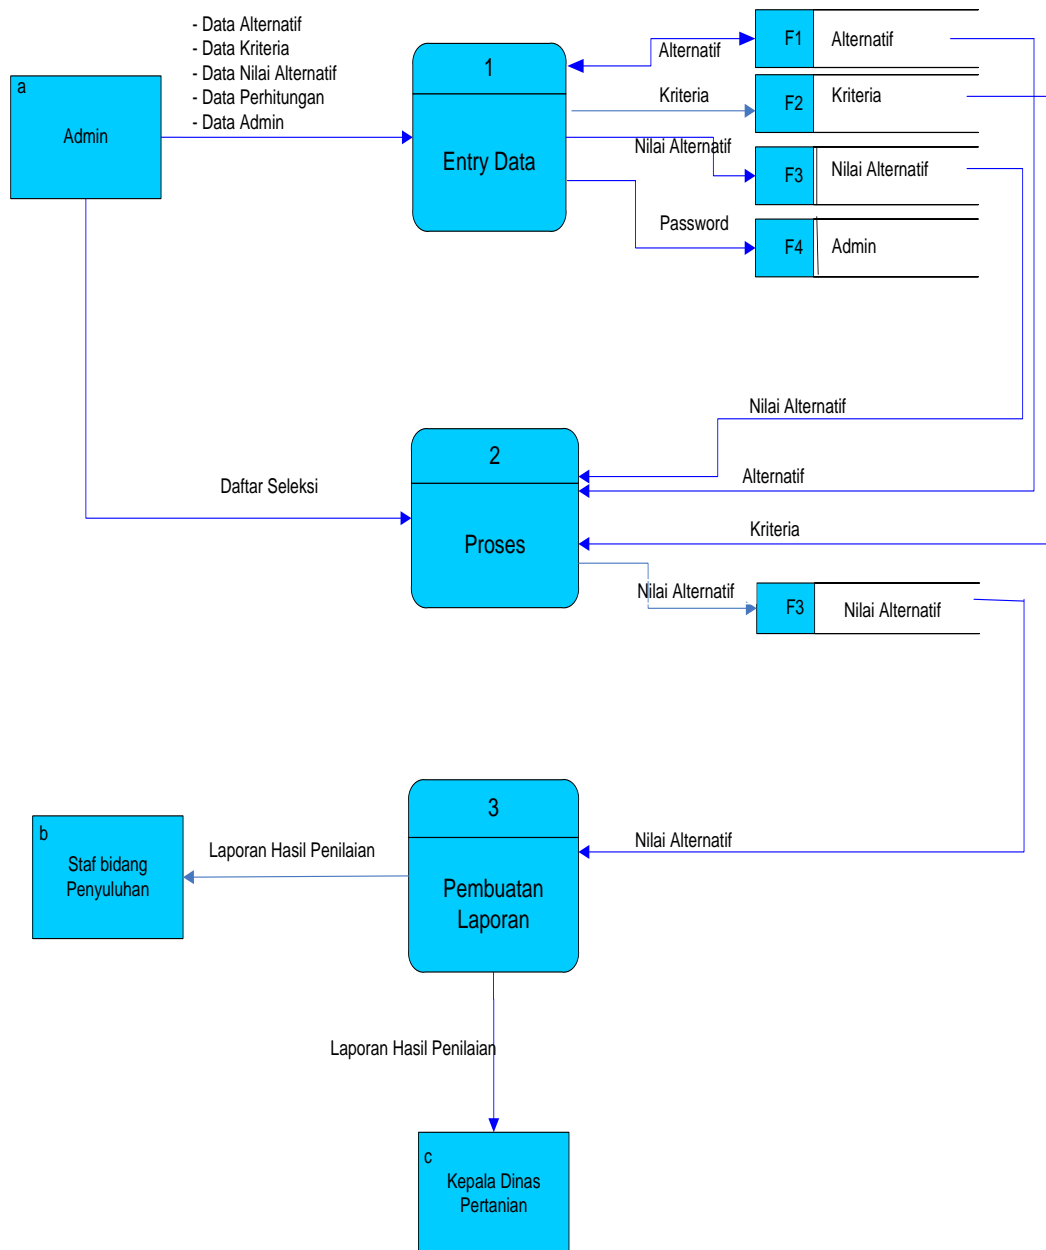 - Data Alternatif
- Data Kriteria
- Data Nilai Alternatif
- Data Perhitungan
- Data Admin
a
Admin
1
Entry Data
Alternatif
Kriteria
Nilai Alternatif
Password
F1
Alternatif
F2
Kriteria
F3
Nilai Alternatif
F4
Admin
Daftar Seleksi
2
Proses
Nilai Alternatif
Alternatif
Kriteria
Nilai Alternatif
F3
Nilai Alternatif
b
Staf bidang
Penyuluhan
Laporan Hasil Penilaian
3
Pembuatan
Laporan
Nilai Alternatif
Laporan Hasil Penilaian
c
Kepala Dinas
Pertanian